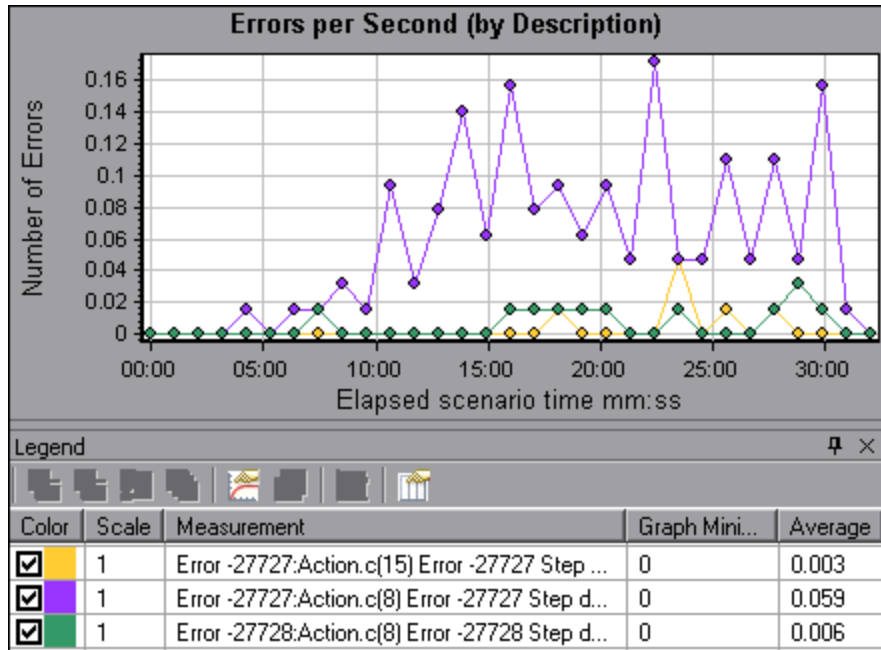 Errors per Second (by Description)
Number of Errors
0.16
0.14
0.12
0.1
0.08
0.06
0.04
0.02
0
00:00 05:00 10:00 15:00 20:00 25:00 30:00
Elapsed scenario time mm:ss
Legend
Color Scale Measurement Graph Mini... Average
1 Error -27727:Action.c(15) Error -27727 Step ... 0 0.003
1 Error -27727:Action.c(8) Error -27727 Step d... 0 0.059
1 Error -27728:Action.c(8) Error -27728 Step d... 0 0.006